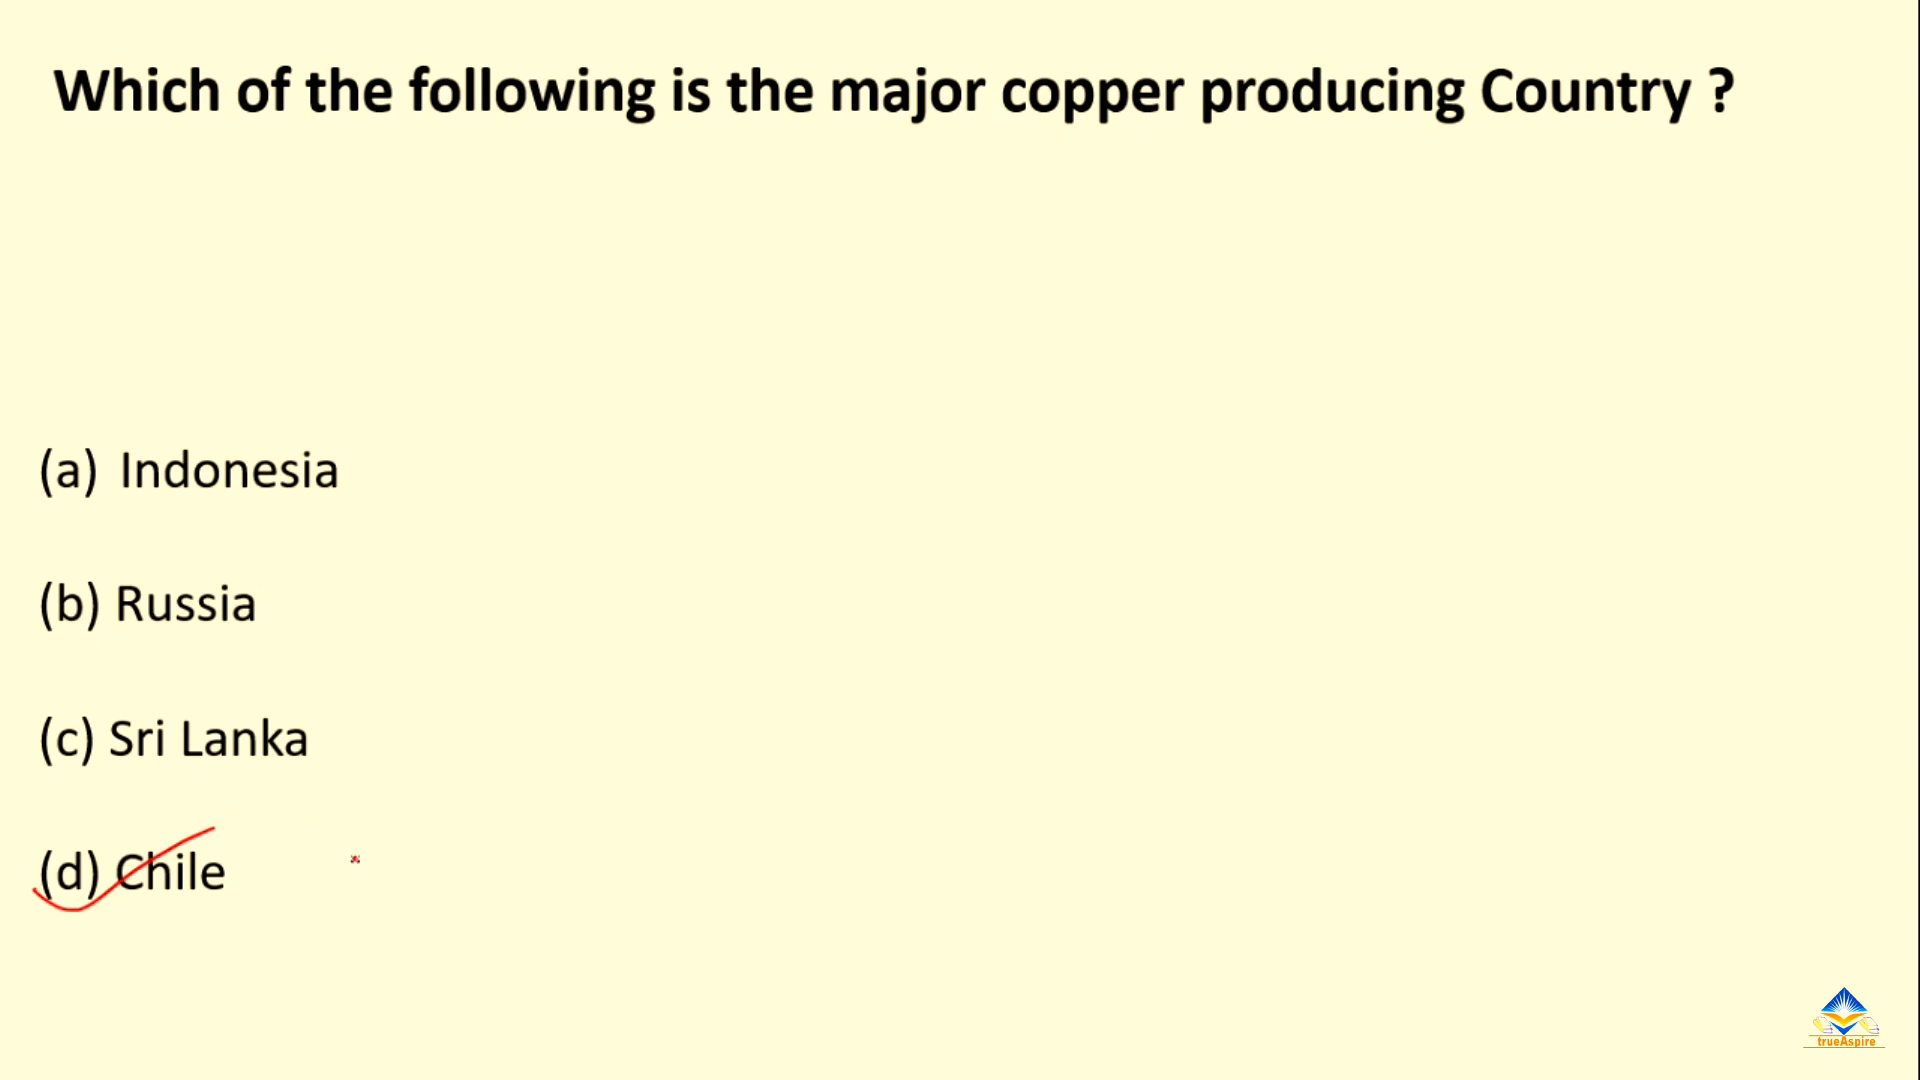 Which of the following is the major copper producing Country ?
(a) Indonesia
(b) Russia
(c) Sri Lanka
(d) Chile
trueAspire